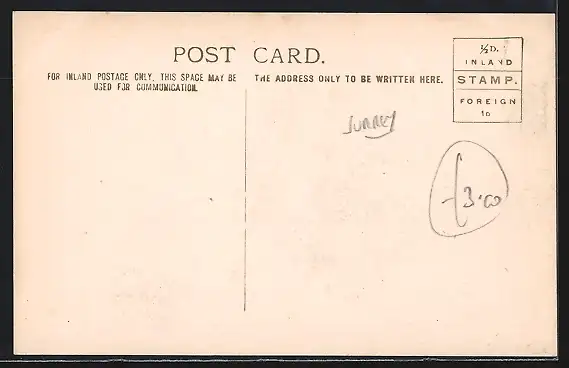 POST CARD.
FOR INLAND POSTAGE ONLY, THIS SPACE MAY BE
USED FOR COMMUNICATION.
THE ADDRESS ONLY TO BE WRITTEN HERE.
½D.
INLAND
STAMP.
FOREIGN
1D
SURREY
£3.00